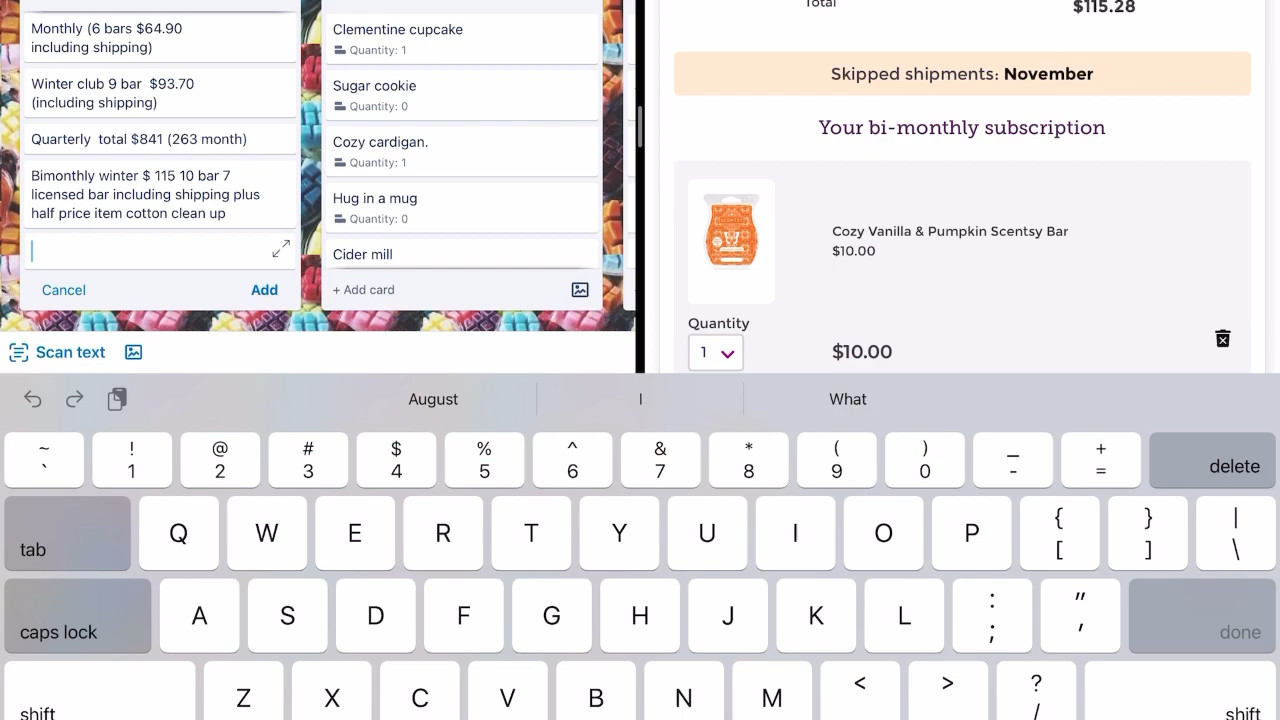 Monthly (6 bars $64.90
including shipping)
Winter club 9 bar $93.70
(including shipping)
Quarterly total $841 (263 month)
Bimonthly winter $ 115 10 bar 7
licensed bar including shipping plus
half price item cotton clean up
Cancel
Add
Clementine cupcake
Quantity: 1
Sugar cookie
Quantity: 0
Cozy cardigan.
Quantity: 1
Hug in a mug
Quantity: 0
Cider mill
+ Add card
Scan text
Total
$115.28
Skipped shipments: November
Your bi-monthly subscription
Cozy Vanilla & Pumpkin Scentsy Bar
$10.00
Quantity
1
$10.00
August
I
What
~ ! @ # $ % ^ & * ( ) _ +
` 1 2 3 4 5 6 7 8 9 0 - = delete
tab Q W E R T Y U I O P { [ } ] | \
caps lock A S D F G H J K L : ; " ' done
shift Z X C V B N M < > ? / shift